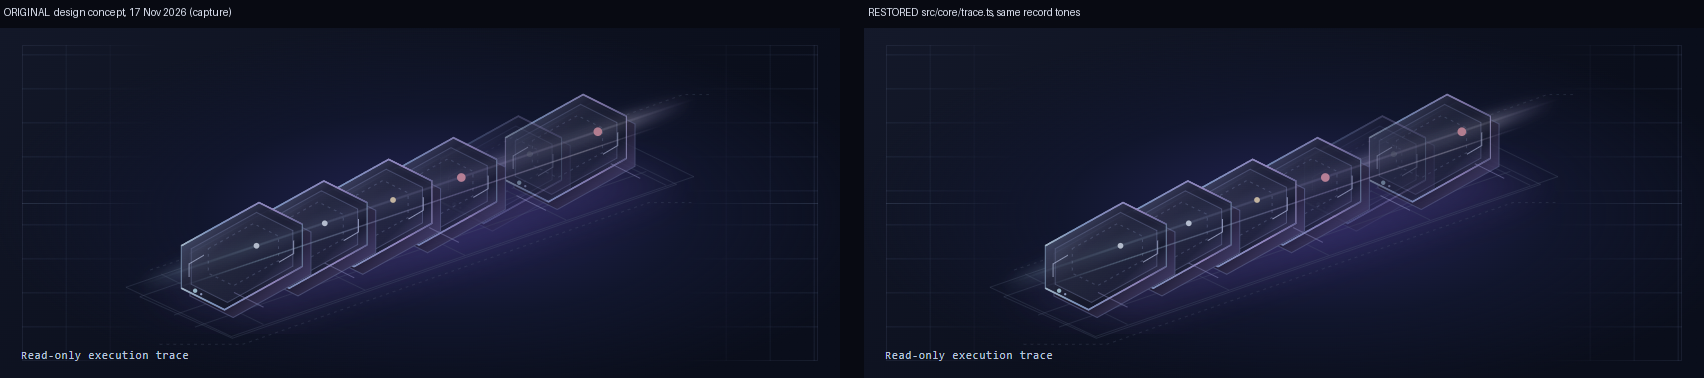 ORIGINAL design concept, 17 Nov 2026 (capture)
RESTORED src/core/trace.ts, same record tones
Read-only execution trace
Read-only execution trace